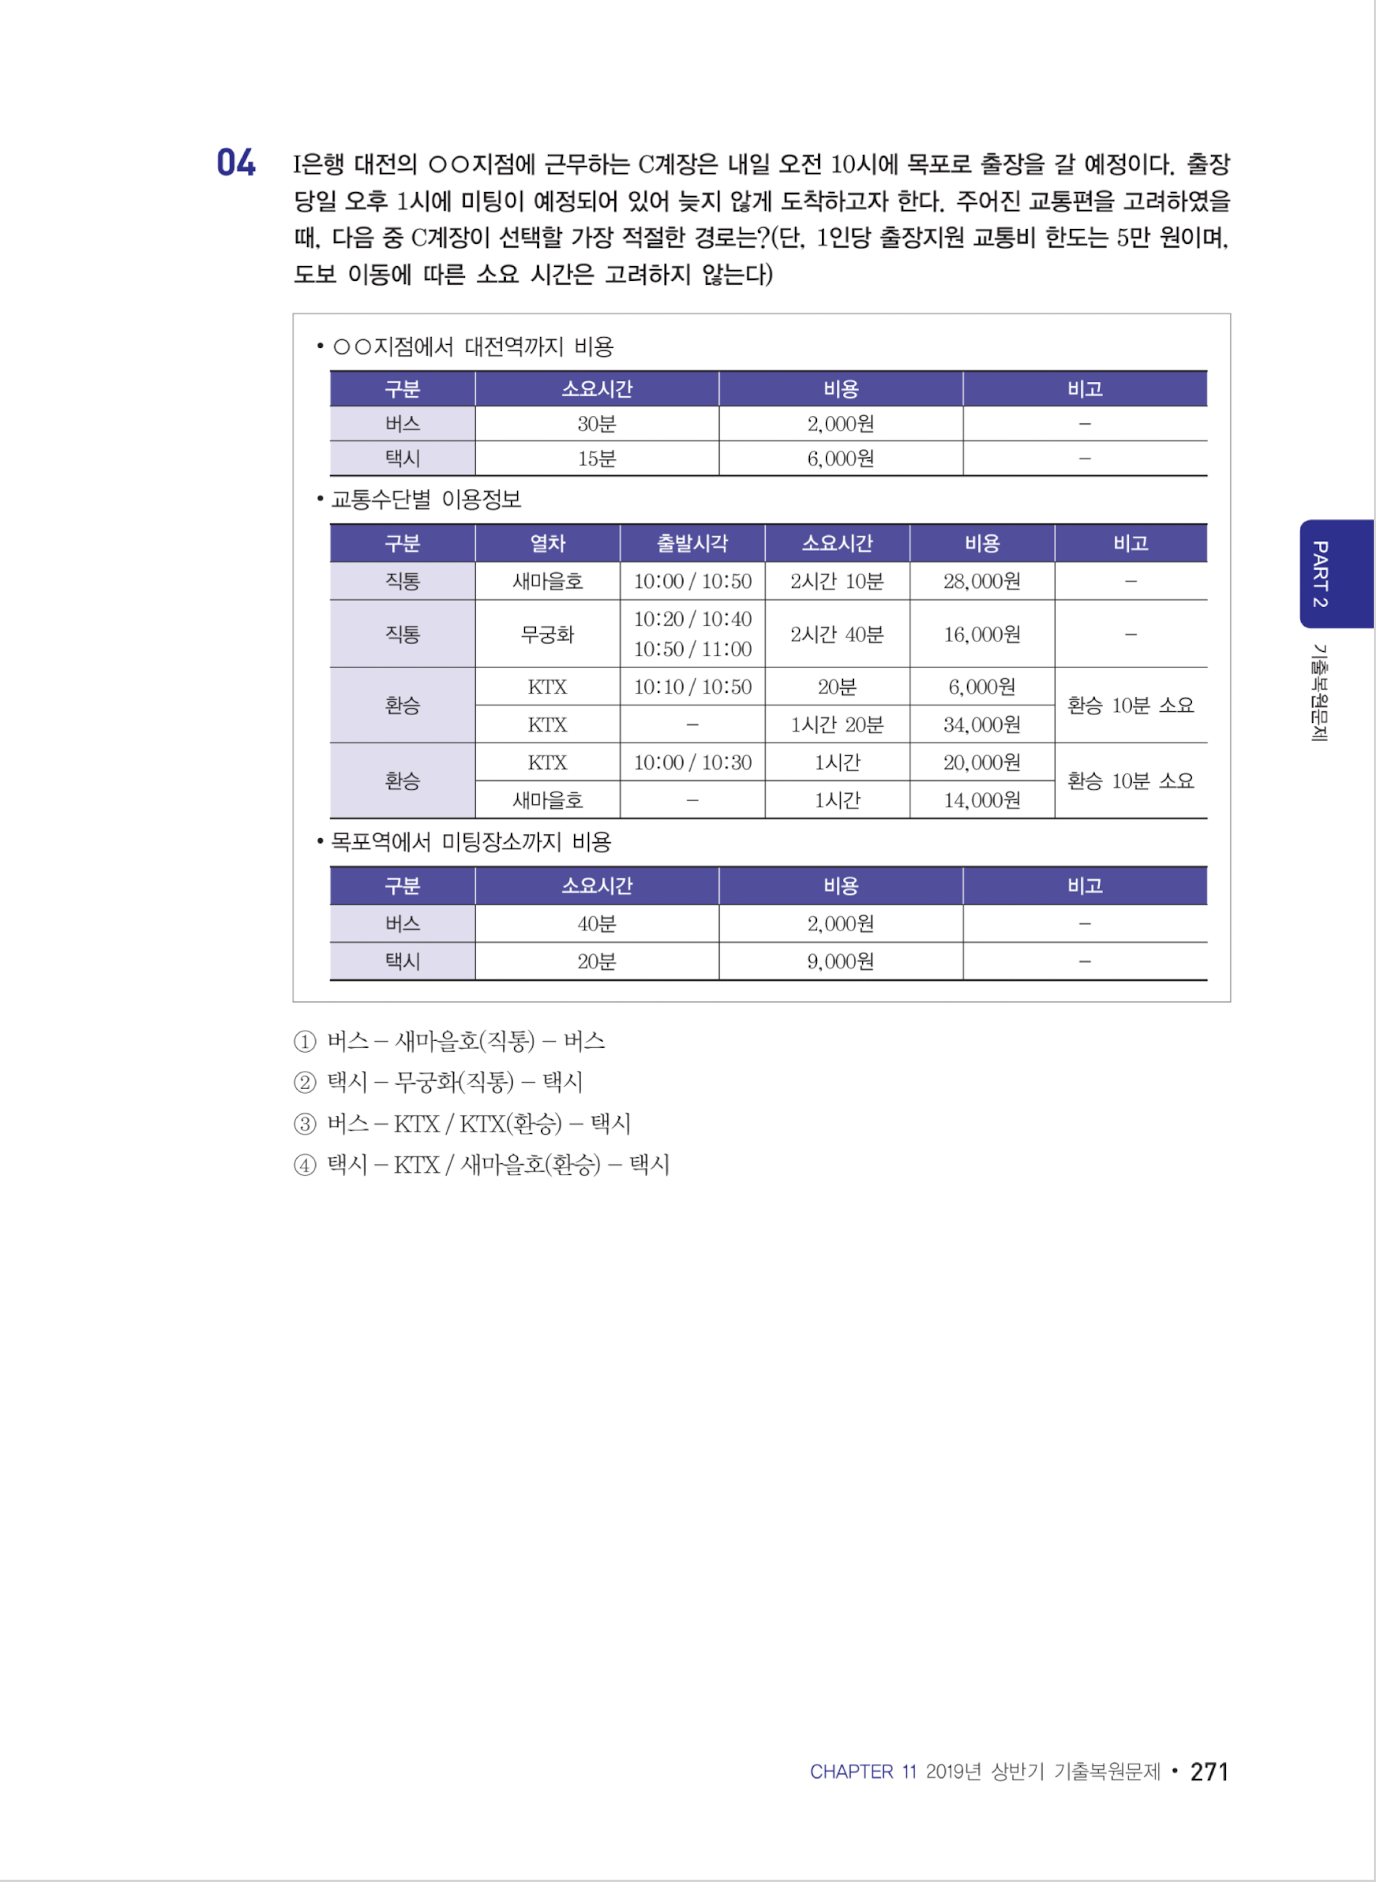 04 I은행 대전의 ○○지점에 근무하는 C계장은 내일 오전 10시에 목포로 출장을 갈 예정이다. 출장
당일 오후 1시에 미팅이 예정되어 있어 늦지 않게 도착하고자 한다. 주어진 교통편을 고려하였을
때, 다음 중 C계장이 선택할 가장 적절한 경로는?(단, 1인당 출장지원 교통비 한도는 5만 원이며,
도보 이동에 따른 소요 시간은 고려하지 않는다)
• ○○지점에서 대전역까지 비용
구분 소요시간 비용 비고
버스 30분 2,000원 –
택시 15분 6,000원 –
• 교통수단별 이용정보
구분 열차 출발시각 소요시간 비용 비고
직통 새마을호 10:00 / 10:50 2시간 10분 28,000원 –
직통 무궁화 10:20 / 10:40
10:50 / 11:00 2시간 40분 16,000원 –
환승 KTX 10:10 / 10:50 20분 6,000원 환승 10분 소요
KTX – 1시간 20분 34,000원
환승 KTX 10:00 / 10:30 1시간 20,000원 환승 10분 소요
새마을호 – 1시간 14,000원
• 목포역에서 미팅장소까지 비용
구분 소요시간 비용 비고
버스 40분 2,000원 –
택시 20분 9,000원 –
① 버스 – 새마을호(직통) – 버스
② 택시 – 무궁화(직통) – 택시
③ 버스 – KTX / KTX(환승) – 택시
④ 택시 – KTX / 새마을호(환승) – 택시
PART 2
기출복원문제
CHAPTER 11 2019년 상반기 기출복원문제 • 271